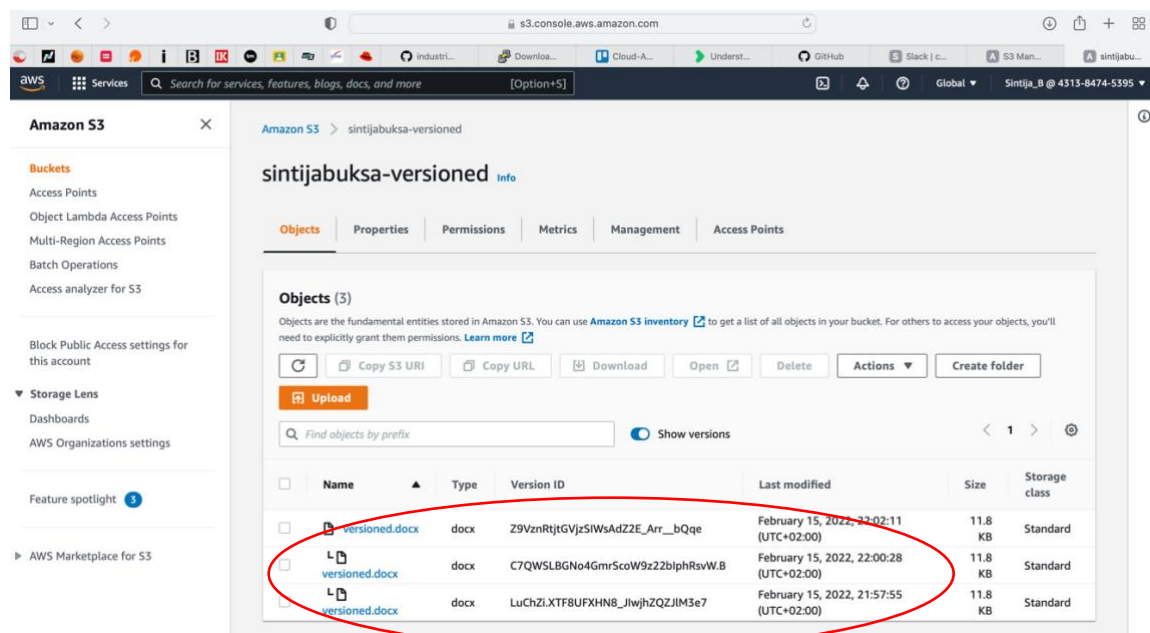 s3.console.aws.amazon.com
industri...
Downloa...
Cloud-A...
Underst...
GitHub
Slack | c...
S3 Man...
sintijabu...
aws
Services
Search for services, features, blogs, docs, and more
[Option+S]
Global
Sintija_B @ 4313-8474-5395
Amazon S3
Buckets
Access Points
Object Lambda Access Points
Multi-Region Access Points
Batch Operations
Access analyzer for S3
Block Public Access settings for
this account
Storage Lens
Dashboards
AWS Organizations settings
Feature spotlight 3
AWS Marketplace for S3
Amazon S3 > sintijabuksa-versioned
sintijabuksa-versioned Info
Objects
Properties
Permissions
Metrics
Management
Access Points
Objects (3)
Objects are the fundamental entities stored in Amazon S3. You can use Amazon S3 inventory to get a list of all objects in your bucket. For others to access your objects, you'll
need to explicitly grant them permissions. Learn more
Copy S3 URI
Copy URL
Download
Open
Delete
Actions
Create folder
Upload
Find objects by prefix
Show versions
1
Name Type Version ID Last modified Size Storage
class
versioned.docx docx Z9VznRtjtGVjzSIWsAdZ2E_Arr__bQqe February 15, 2022, 22:02:11 11.8 Standard
(UTC+02:00) KB
versioned.docx docx C7QWSLBGNo4GmrScoW9z22bIphRsvW.B February 15, 2022, 22:00:28 11.8 Standard
(UTC+02:00) KB
versioned.docx docx LuChZi.XTF8UFXHN8_JIwjhZQZJlM3e7 February 15, 2022, 21:57:55 11.8 Standard
(UTC+02:00) KB